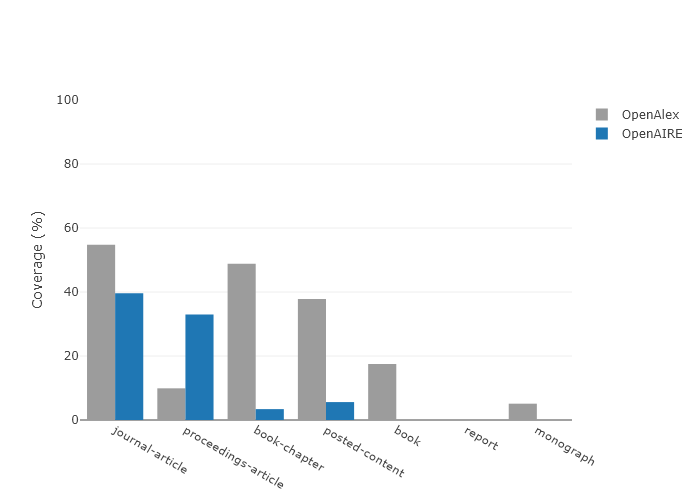 100
80
60
40
20
0
Coverage (%)
journal-article
proceedings-article
book-chapter
posted-content
book
report
monograph
OpenAlex
OpenAIRE